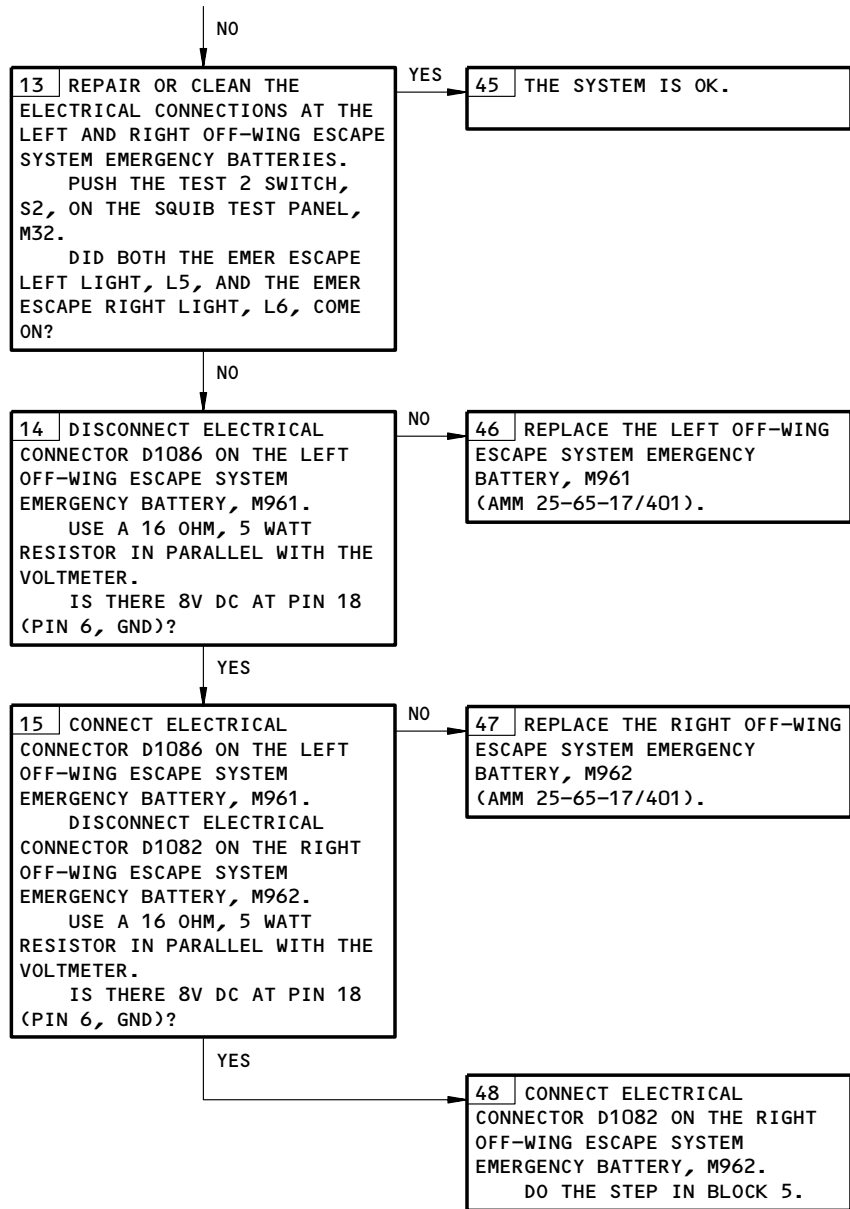 NO
13 REPAIR OR CLEAN THE
ELECTRICAL CONNECTIONS AT THE
LEFT AND RIGHT OFF-WING ESCAPE
SYSTEM EMERGENCY BATTERIES.
PUSH THE TEST 2 SWITCH,
S2, ON THE SQUIB TEST PANEL,
M32.
DID BOTH THE EMER ESCAPE
LEFT LIGHT, L5, AND THE EMER
ESCAPE RIGHT LIGHT, L6, COME
ON?
YES
45 THE SYSTEM IS OK.
NO
14 DISCONNECT ELECTRICAL
CONNECTOR D1086 ON THE LEFT
OFF-WING ESCAPE SYSTEM
EMERGENCY BATTERY, M961.
USE A 16 OHM, 5 WATT
RESISTOR IN PARALLEL WITH THE
VOLTMETER.
IS THERE 8V DC AT PIN 18
(PIN 6, GND)?
NO
46 REPLACE THE LEFT OFF-WING
ESCAPE SYSTEM EMERGENCY
BATTERY, M961
(AMM 25-65-17/401).
YES
15 CONNECT ELECTRICAL
CONNECTOR D1086 ON THE LEFT
OFF-WING ESCAPE SYSTEM
EMERGENCY BATTERY, M961.
DISCONNECT ELECTRICAL
CONNECTOR D1082 ON THE RIGHT
OFF-WING ESCAPE SYSTEM
EMERGENCY BATTERY, M962.
USE A 16 OHM, 5 WATT
RESISTOR IN PARALLEL WITH THE
VOLTMETER.
IS THERE 8V DC AT PIN 18
(PIN 6, GND)?
NO
47 REPLACE THE RIGHT OFF-WING
ESCAPE SYSTEM EMERGENCY
BATTERY, M962
(AMM 25-65-17/401).
YES
48 CONNECT ELECTRICAL
CONNECTOR D1082 ON THE RIGHT
OFF-WING ESCAPE SYSTEM
EMERGENCY BATTERY, M962.
DO THE STEP IN BLOCK 5.